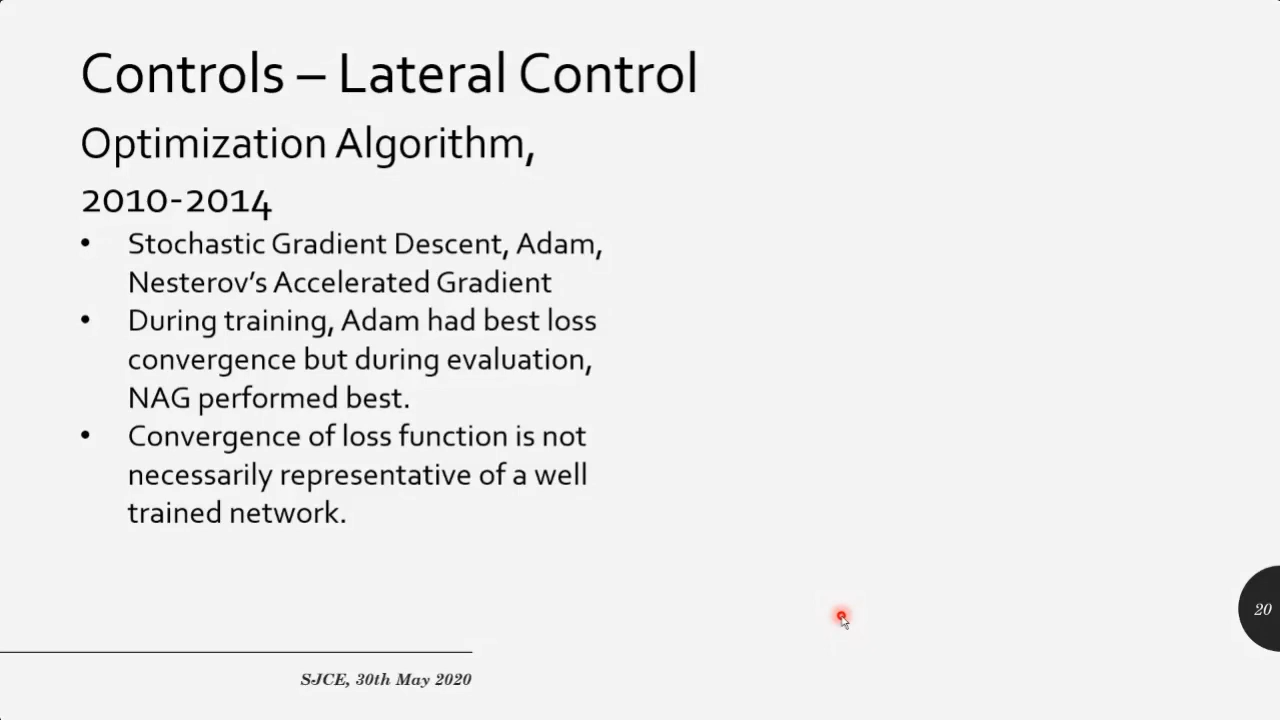 Controls – Lateral Control
Optimization Algorithm,
2010-2014
• Stochastic Gradient Descent, Adam,
Nesterov’s Accelerated Gradient
• During training, Adam had best loss
convergence but during evaluation,
NAG performed best.
• Convergence of loss function is not
necessarily representative of a well
trained network.
20
SJCE, 30th May 2020